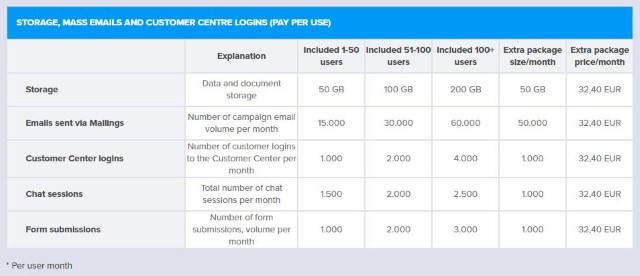 STORAGE, MASS EMAILS AND CUSTOMER CENTRE LOGINS (PAY PER USE)
Explanation
Included 1-50 users
Included 51-100 users
Included 100+ users
Extra package size/month
Extra package price/month
Storage
Data and document
storage
50 GB
100 GB
200 GB
50 GB
32,40 EUR
Emails sent via Mailings
Number of campaign email
volume per month
15.000
30.000
60.000
50.000
32,40 EUR
Customer Center logins
Number of customer logins
to the Customer Center per
month
1.000
2.000
4.000
1.000
32,40 EUR
Chat sessions
Total number of chat
sessions per month
1.500
2.000
2.500
1.000
32,40 EUR
Form submissions
Number of form
submissions, volume per
month
1.000
2.000
3.000
1.000
32,40 EUR
* Per user month